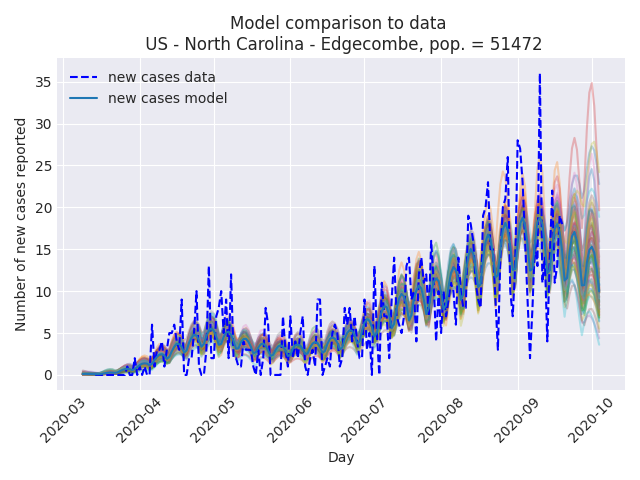 Model comparison to data
US - North Carolina - Edgecombe, pop. = 51472
new cases data
new cases model
Number of new cases reported
35
30
25
20
15
10
5
0
2020-03
2020-04
2020-05
2020-06
2020-07
2020-08
2020-09
2020-10
Day